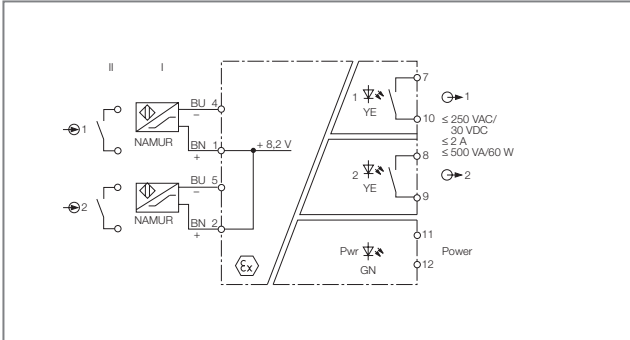 II I
BU 4
–
1
NAMUR
BN 1
+
+ 8,2 V
BU 5
–
2
NAMUR
BN 2
+
Ex
7
1
YE
10
1
≤ 250 VAC/
30 VDC
≤ 2 A
≤ 500 VA/60 W
8
2
YE
9
2
11
Pwr
GN
12
Power